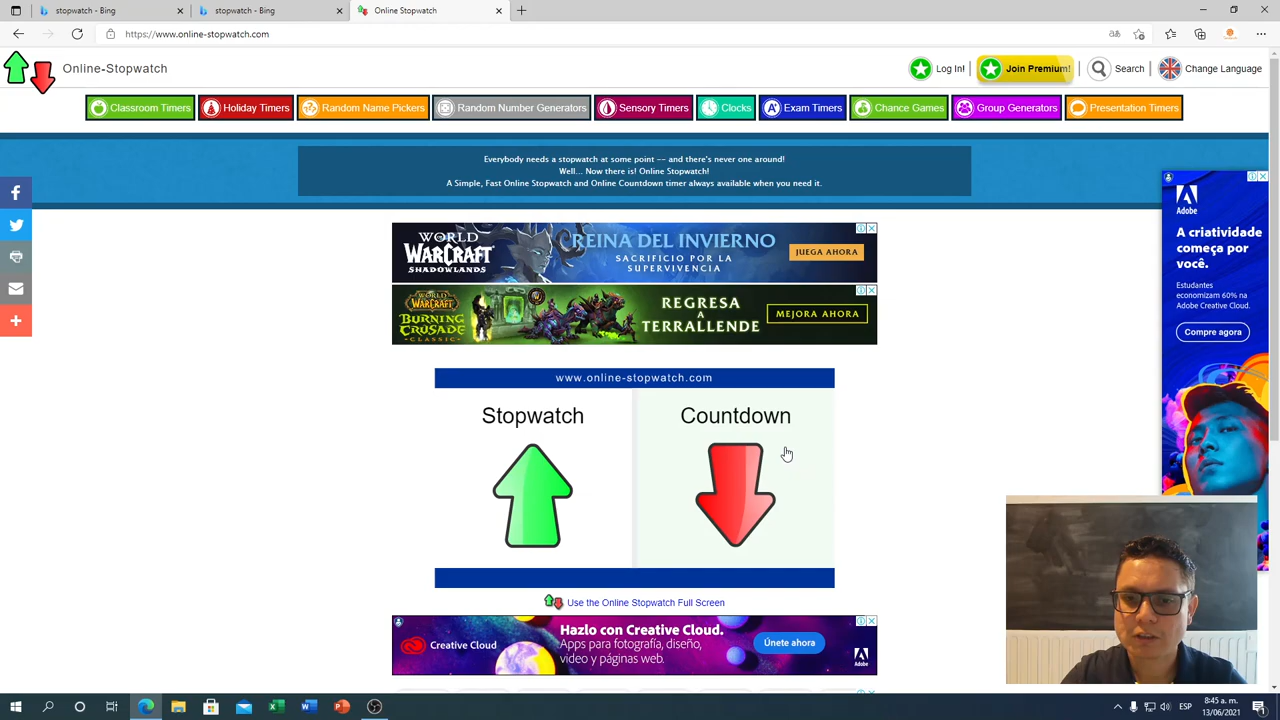 stopwatch - Bing
stopwatch - Bing
Online Stopwatch
https://www.online-stopwatch.com
Online-Stopwatch
Log In!
Join Premium!
Search
Change Language
Classroom Timers
Holiday Timers
Random Name Pickers
Random Number Generators
Sensory Timers
Clocks
Exam Timers
Chance Games
Group Generators
Presentation Timers
Everybody needs a stopwatch at some point -- and there's never one around!
Well... Now there is! Online Stopwatch!
A Simple, Fast Online Stopwatch and Online Countdown timer always available when you need it.
WORLD WARCRAFT
SHADOWLANDS
REINA DEL INVIERNO
SACRIFICIO POR LA
SUPERVIVENCIA
JUEGA AHORA
WORLD WARCRAFT
BURNING
CRUSADE
CLASSIC
REGRESA
A
TERRALLENDE
MEJORA AHORA
Adobe
A criatividade
começa por
você.
Estudantes
economizam 60% na
Adobe Creative Cloud.
Compre agora
www.online-stopwatch.com
Stopwatch
Countdown
Use the Online Stopwatch Full Screen
Creative Cloud
Hazlo con Creative Cloud.
Apps para fotografía, diseño,
video y páginas web.
Únete ahora
ESP
8:45 a. m.
13/06/2021